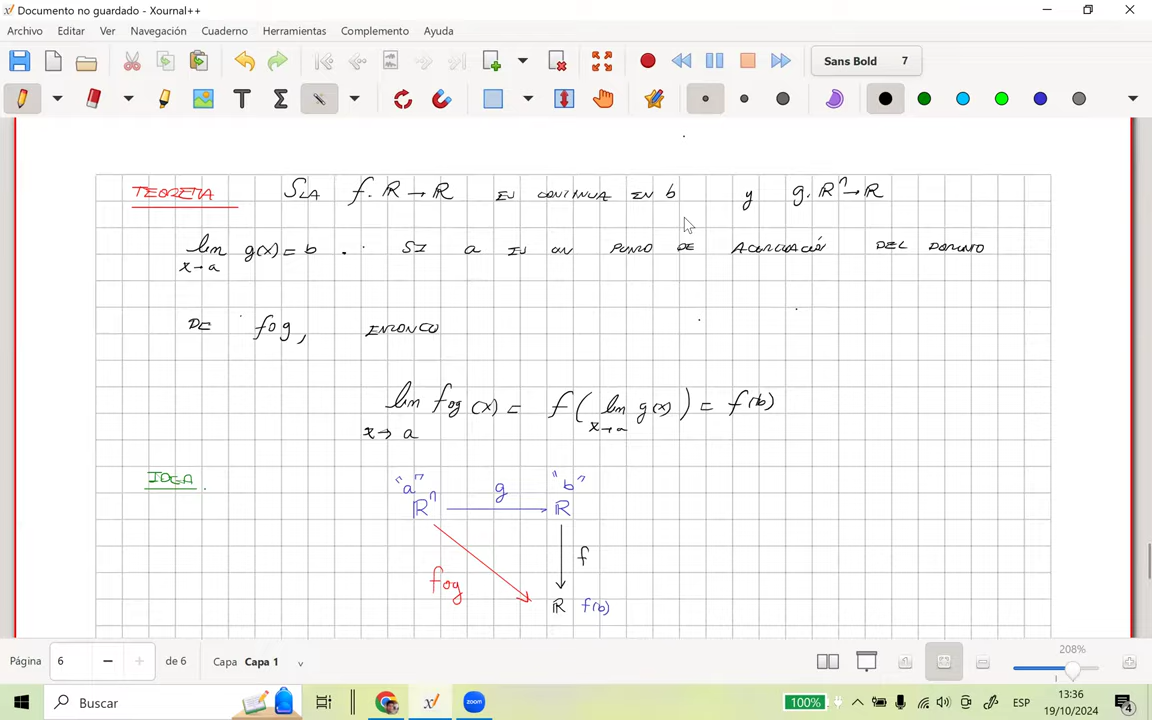 Documento no guardado - Xournal++
Archivo Editar Ver Navegación Cuaderno Herramientas Complemento Ayuda
Sans Bold 7
TEOREMA SEA f. R → R ES CONTINUA EN b y g. Rⁿ → R
lim g(x) = b . SI a ES UN PUNTO DE ACUMULACIÓN DEL DOMINIO
x→a
DE fog, ENTONCES
lim fog (x) = f( lim g(x) ) = f(b)
x→a x→a
IDEA.
"a" g "b"
ℝⁿ ℝ
f
fog
ℝ f(b)
Página 6 de 6 Capa Capa 1 208%
Buscar zoom 100% ESP 13:36
19/10/2024 4